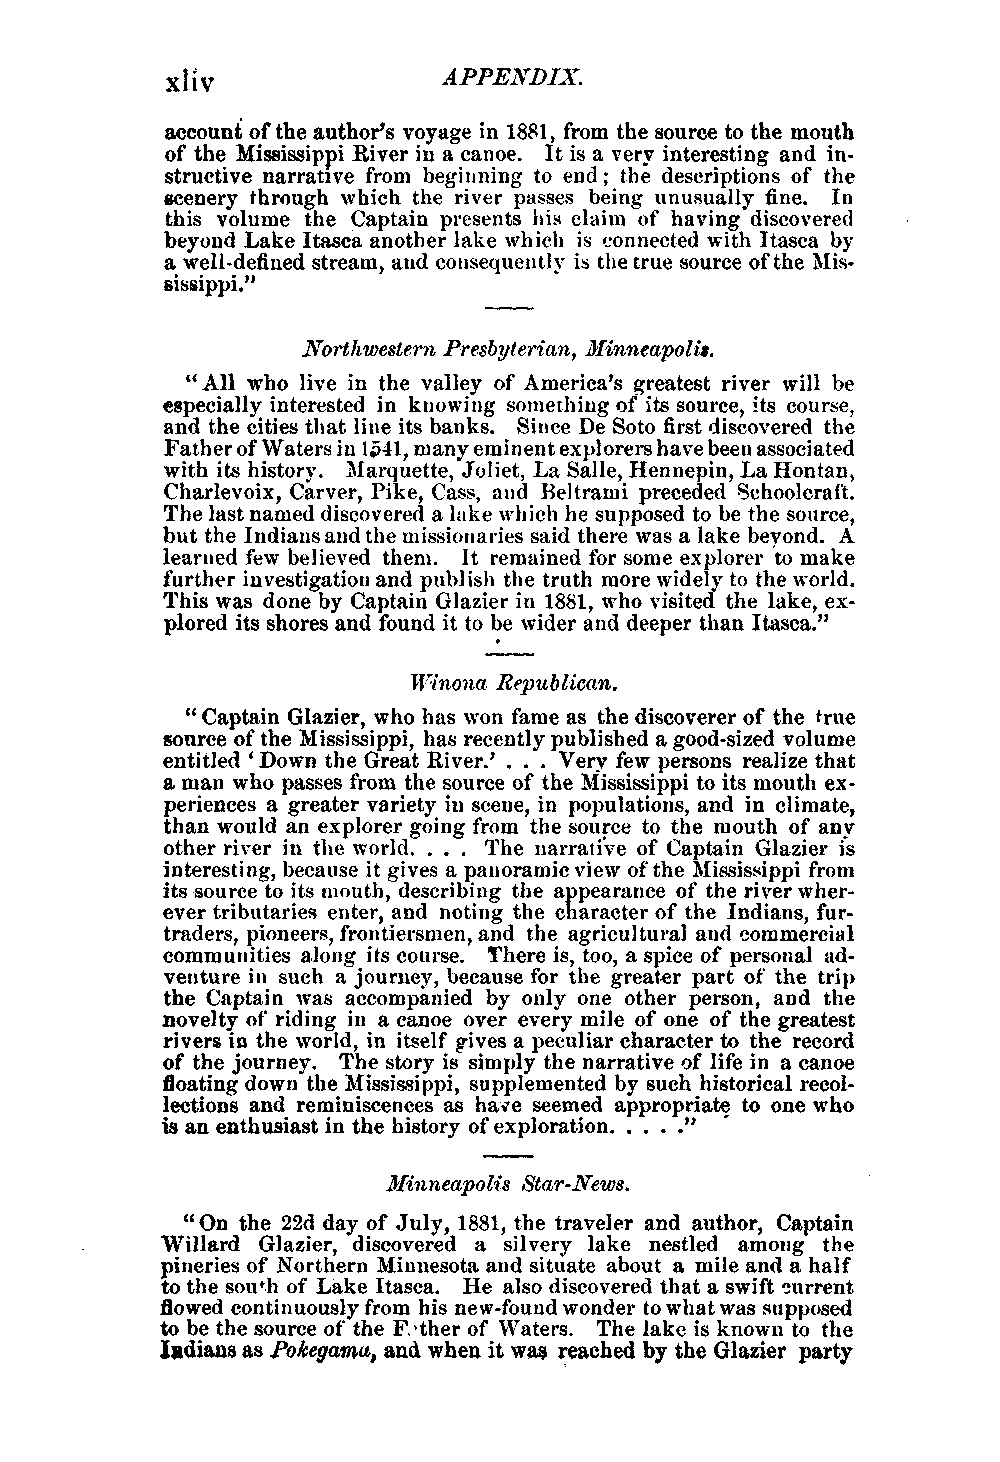 xliv APPENDIX.
account of the author's voyage in 1881, from the source to the mouth
of the Mississippi River in a canoe. It is a very interesting and in-
structive narrative from beginning to end; the descriptions of the
scenery through which the river passes being unusually fine. In
this volume the Captain presents his claim of having discovered
beyond Lake Itasca another lake which is connected with Itasca by
a well-defined stream, and consequently is the true source of the Mis-
sissippi."
Northwestern Presbyterian, Minneapolis.
"All who live in the valley of America's greatest river will be
especially interested in knowing something of its source, its course,
and the cities that line its banks. Since De Soto first discovered the
Father of Waters in 1541, many eminent explorers have been associated
with its history. Marquette, Joliet, La Salle, Hennepin, La Hontan,
Charlevoix, Carver, Pike, Cass, and Beltrami preceded Schoolcraft.
The last named discovered a lake which he supposed to be the source,
but the Indians and the missionaries said there was a lake beyond. A
learned few believed them. It remained for some explorer to make
further investigation and publish the truth more widely to the world.
This was done by Captain Glazier in 1881, who visited the lake, ex-
plored its shores and found it to be wider and deeper than Itasca."
Winona Republican.
"Captain Glazier, who has won fame as the discoverer of the true
source of the Mississippi, has recently published a good-sized volume
entitled 'Down the Great River.' . . . Very few persons realize that
a man who passes from the source of the Mississippi to its mouth ex-
periences a greater variety in scene, in populations, and in climate,
than would an explorer going from the source to the mouth of any
other river in the world. . . . The narrative of Captain Glazier is
interesting, because it gives a panoramic view of the Mississippi from
its source to its mouth, describing the appearance of the river wher-
ever tributaries enter, and noting the character of the Indians, fur-
traders, pioneers, frontiersmen, and the agricultural and commercial
communities along its course. There is, too, a spice of personal ad-
venture in such a journey, because for the greater part of the trip
the Captain was accompanied by only one other person, and the
novelty of riding in a canoe over every mile of one of the greatest
rivers in the world, in itself gives a peculiar character to the record
of the journey. The story is simply the narrative of life in a canoe
floating down the Mississippi, supplemented by such historical recol-
lections and reminiscences as have seemed appropriate to one who
is an enthusiast in the history of exploration. . . . . ."
Minneapolis Star-News.
"On the 22d day of July, 1881, the traveler and author, Captain
Willard Glazier, discovered a silvery lake nestled among the
pineries of Northern Minnesota and situate about a mile and a half
to the south of Lake Itasca. He also discovered that a swift current
flowed continuously from his new-found wonder to what was supposed
to be the source of the Father of Waters. The lake is known to the
Indians as Pokegama, and when it was reached by the Glazier party